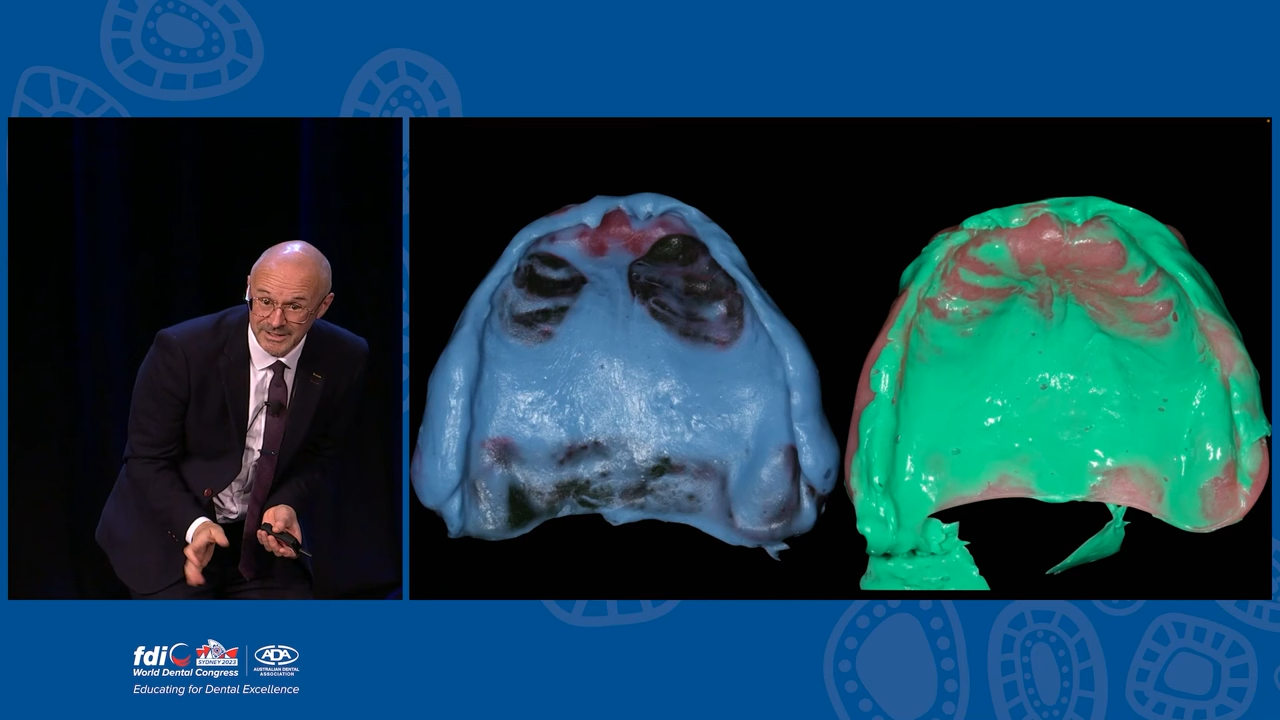 fdi
SYDNEY 2023
World Dental Congress
ADA
AUSTRALIAN DENTAL
ASSOCIATION
Educating for Dental Excellence